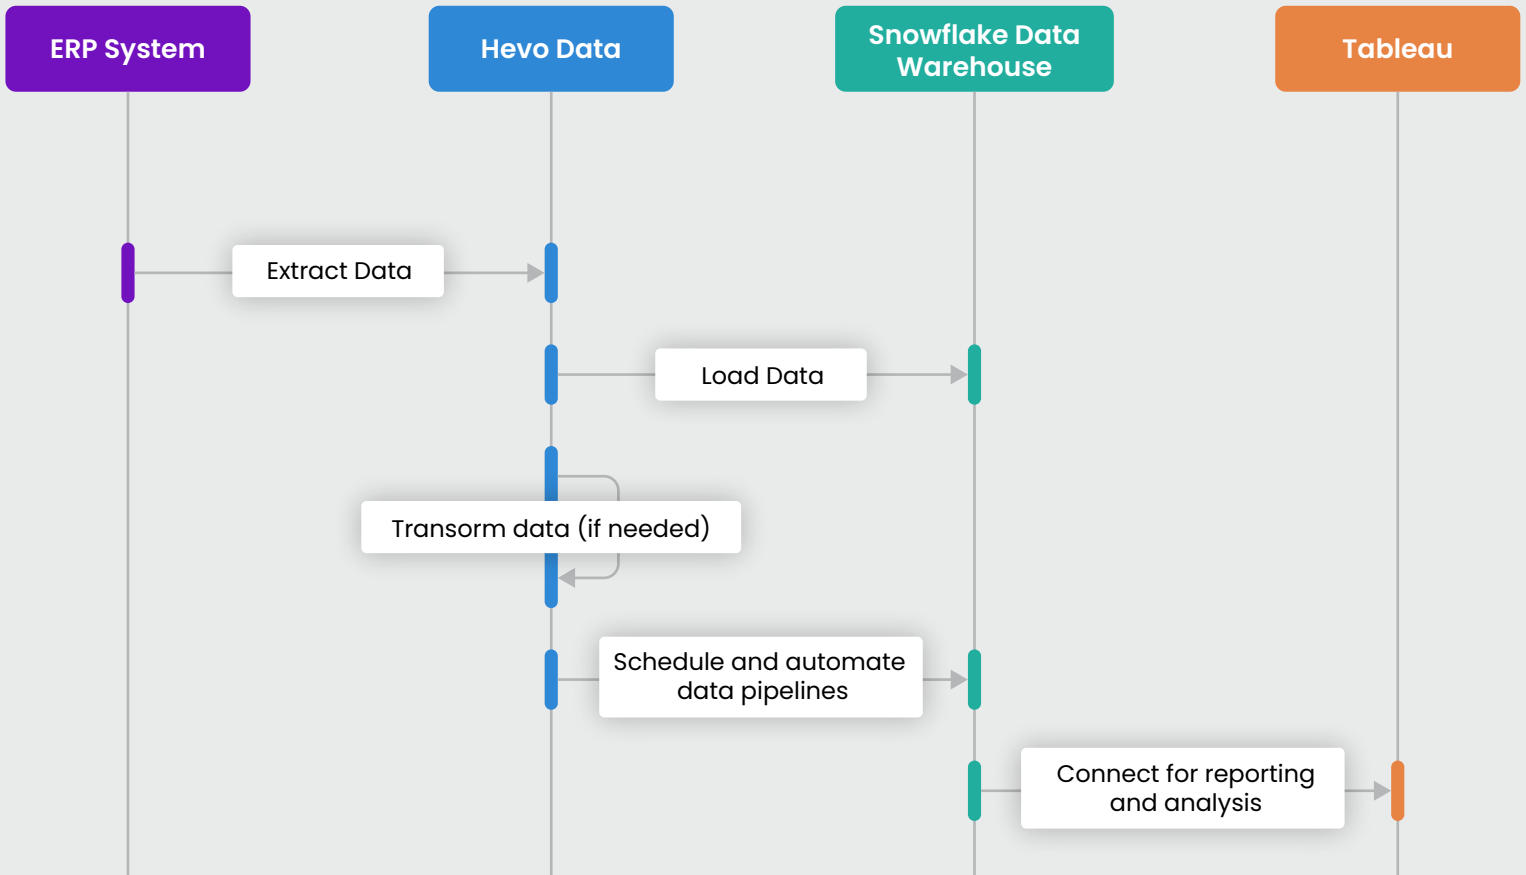 ERP System
Hevo Data
Snowflake Data
Warehouse
Tableau
Extract Data
Load Data
Transorm data (if needed)
Schedule and automate
data pipelines
Connect for reporting
and analysis